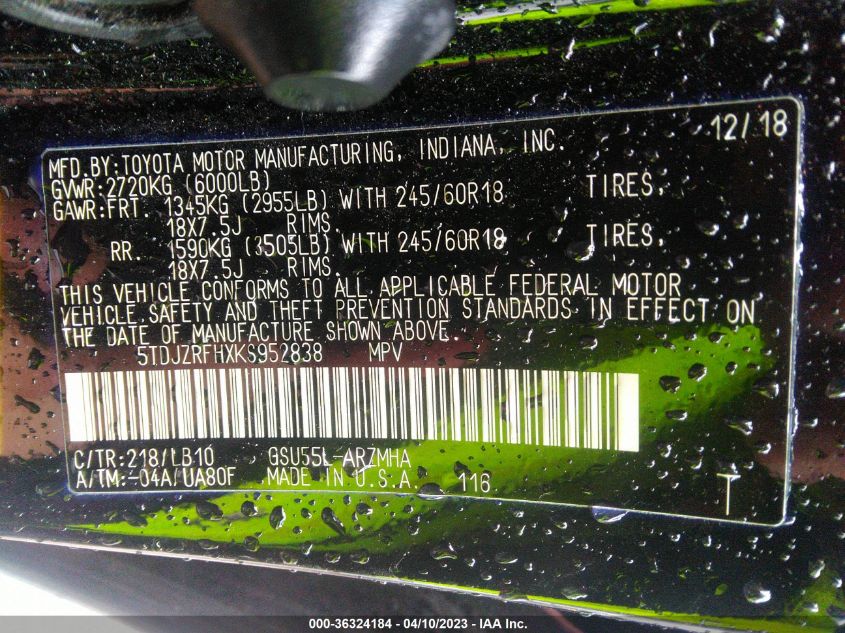 12/18
MFD.BY:TOYOTA MOTOR MANUFACTURING, INDIANA, INC.
GVWR:2720KG (6000LB)
GAWR:FRT. 1345KG (2955LB) WITH 245/60R18 TIRES,
18X7.5J RIMS.
RR. 1590KG (3505LB) WITH 245/60R18 TIRES,
18X7.5J RIMS.
THIS VEHICLE CONFORMS TO ALL APPLICABLE FEDERAL MOTOR
VEHICLE SAFETY AND THEFT PREVENTION STANDARDS IN EFFECT ON
THE DATE OF MANUFACTURE SHOWN ABOVE.
5TDJZRFHXKS952838 MPV
C/TR:218/LB10 GSU55L-ARZMHA
A/TM:-04A/UA80F MADE IN U.S.A. 116
T
000-36324184 - 04/10/2023 - IAA Inc.